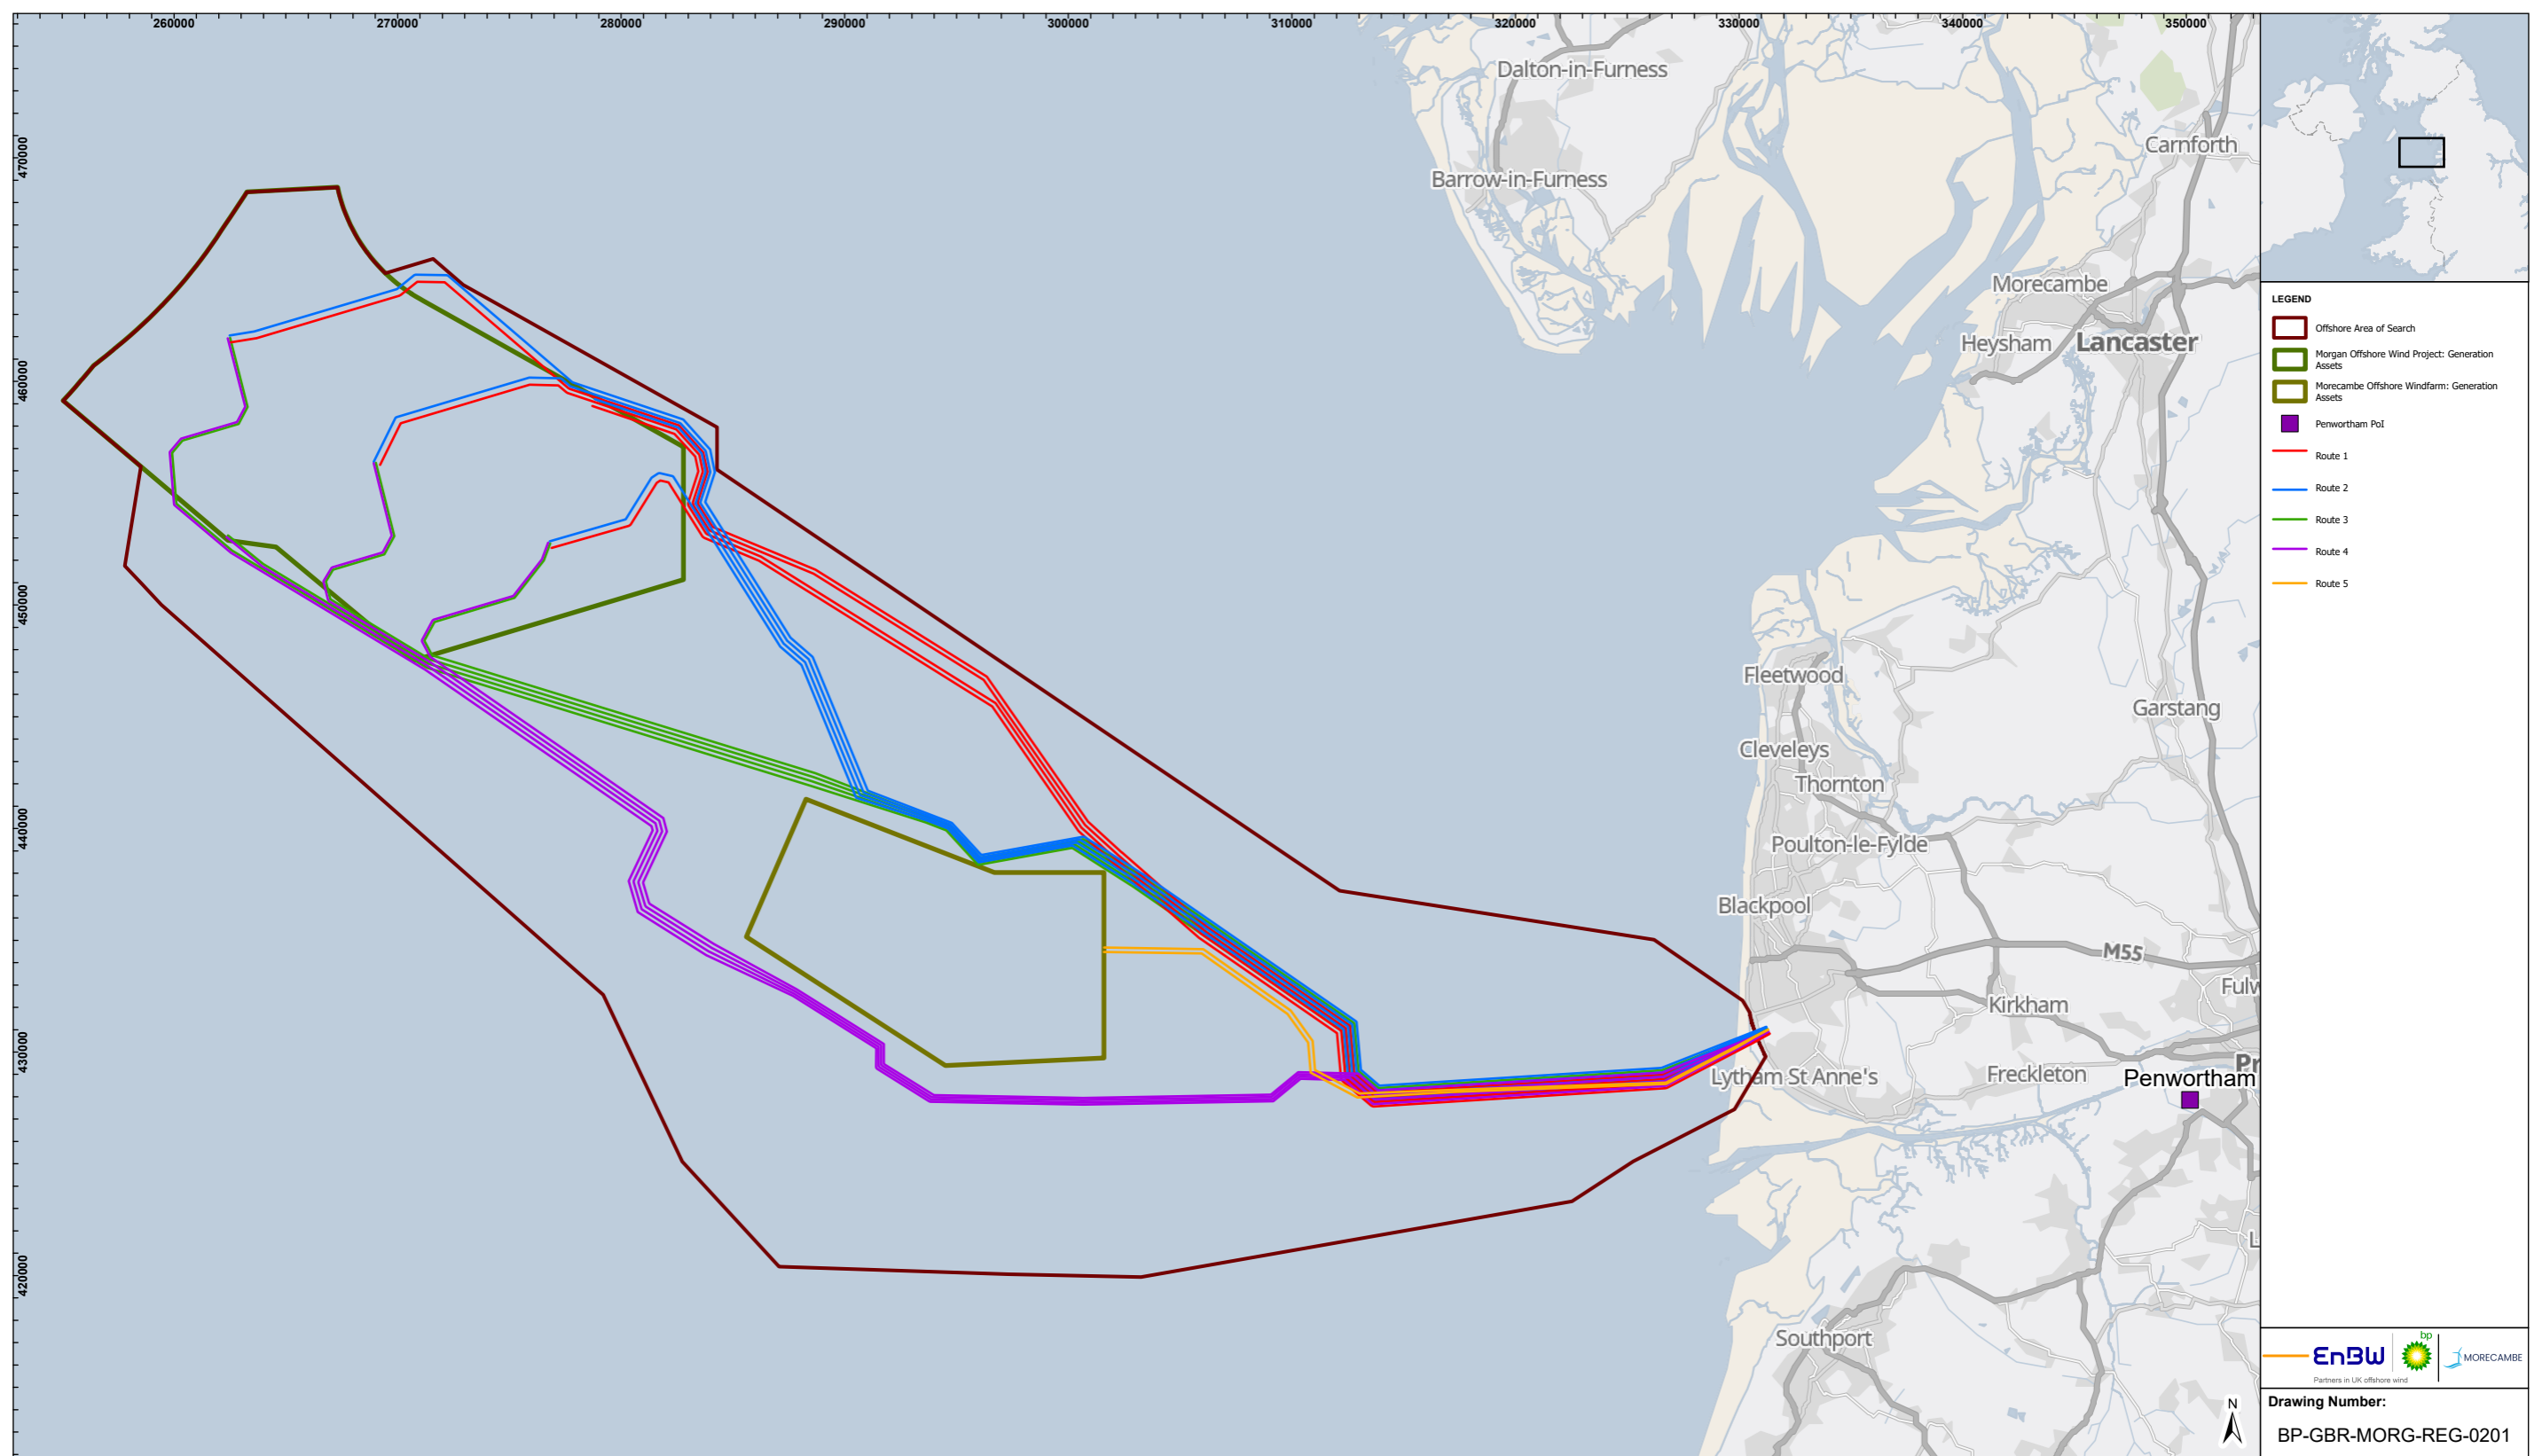 260000
270000
280000
290000
300000
310000
320000
330000
340000
350000
470000
460000
450000
440000
430000
420000
Dalton-in-Furness
Barrow-in-Furness
Carnforth
Morecambe
Heysham
Lancaster
Fleetwood
Garstang
Cleveleys
Thornton
Poulton-le-Fylde
Blackpool
M55
Fulw
Kirkham
Lytham St Anne's
Freckleton
Pr
Penwortham
L
Southport
N
LEGEND
Offshore Area of Search
Morgan Offshore Wind Project: Generation
Assets
Morecambe Offshore Windfarm: Generation
Assets
Penwortham PoI
Route 1
Route 2
Route 3
Route 4
Route 5
EnBW
bp
MORECAMBE
Partners in UK offshore wind
Drawing Number:
BP-GBR-MORG-REG-0201